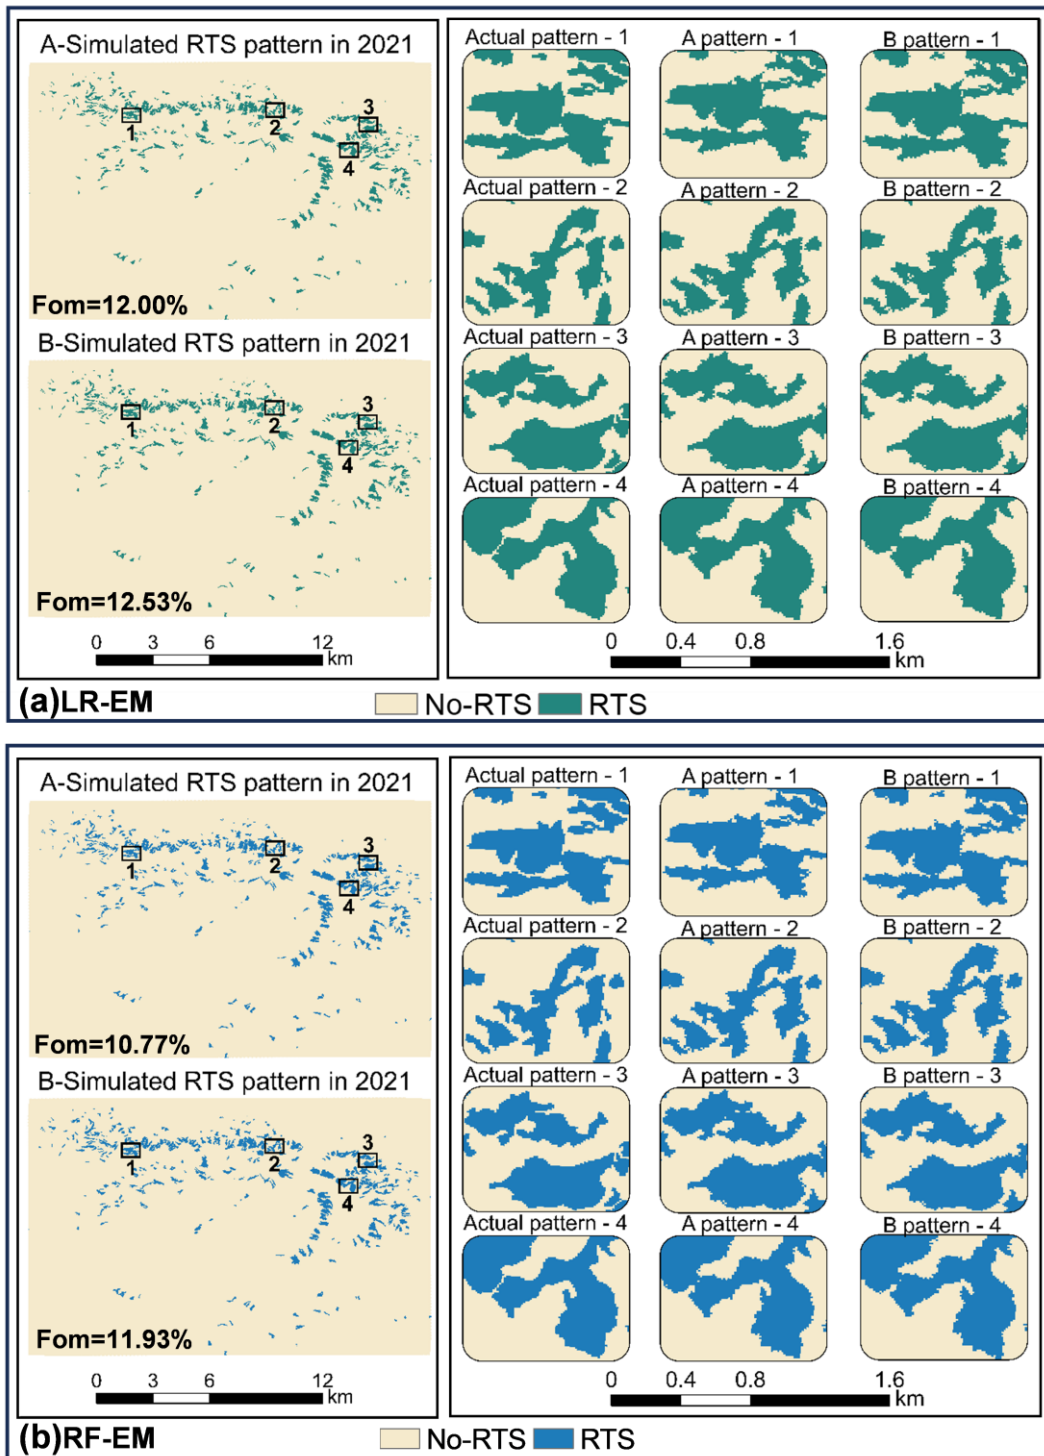 A-Simulated RTS pattern in 2021
1
2
3
4
Fom=12.00%
B-Simulated RTS pattern in 2021
1
2
3
4
Fom=12.53%
0 3 6 12
km
Actual pattern - 1 A pattern - 1 B pattern - 1
Actual pattern - 2 A pattern - 2 B pattern - 2
Actual pattern - 3 A pattern - 3 B pattern - 3
Actual pattern - 4 A pattern - 4 B pattern - 4
0 0.4 0.8 1.6
km
(a)LR-EM
No-RTS RTS
A-Simulated RTS pattern in 2021
1
2
3
4
Fom=10.77%
B-Simulated RTS pattern in 2021
1
2
3
4
Fom=11.93%
0 3 6 12
km
Actual pattern - 1 A pattern - 1 B pattern - 1
Actual pattern - 2 A pattern - 2 B pattern - 2
Actual pattern - 3 A pattern - 3 B pattern - 3
Actual pattern - 4 A pattern - 4 B pattern - 4
0 0.4 0.8 1.6
km
(b)RF-EM
No-RTS RTS